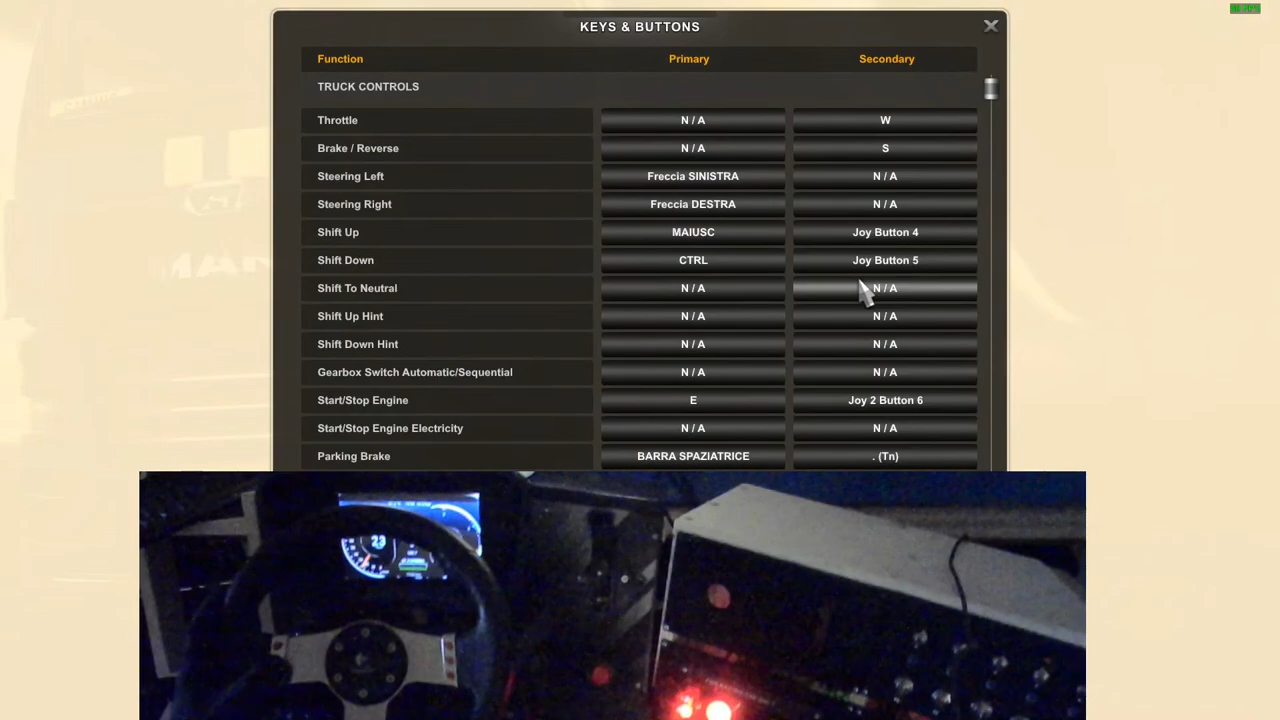 KEYS & BUTTONS
Function Primary Secondary
TRUCK CONTROLS
Throttle N / A W
Brake / Reverse N / A S
Steering Left Freccia SINISTRA N / A
Steering Right Freccia DESTRA N / A
Shift Up MAIUSC Joy Button 4
Shift Down CTRL Joy Button 5
Shift To Neutral N / A N / A
Shift Up Hint N / A N / A
Shift Down Hint N / A N / A
Gearbox Switch Automatic/Sequential N / A N / A
Start/Stop Engine E Joy 2 Button 6
Start/Stop Engine Electricity N / A N / A
Parking Brake BARRA SPAZIATRICE . (Tn)
MAN
23